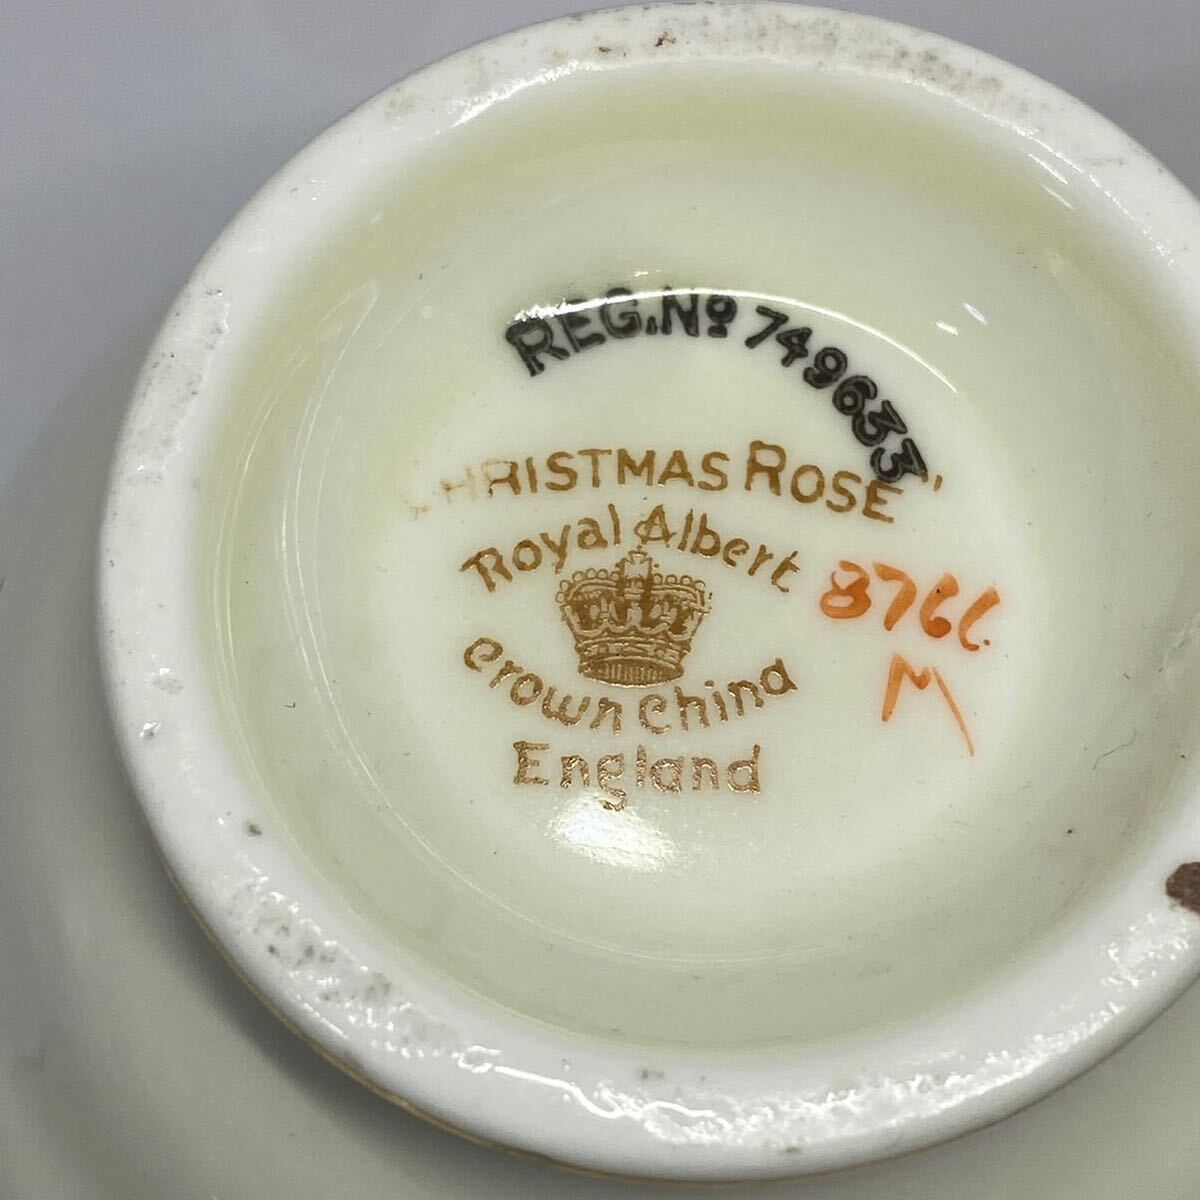 REG. No 749633
"CHRISTMAS ROSE"
Royal Albert
Crown China
England
8766.
M